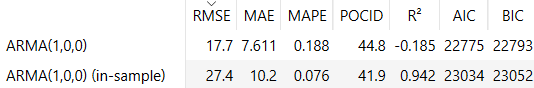 RMSE MAE MAPE POCID R² AIC BIC
ARMA(1,0,0) 17.7 7.611 0.188 44.8 -0.185 22775 22793
ARMA(1,0,0) (in-sample) 27.4 10.2 0.076 41.9 0.942 23034 23052